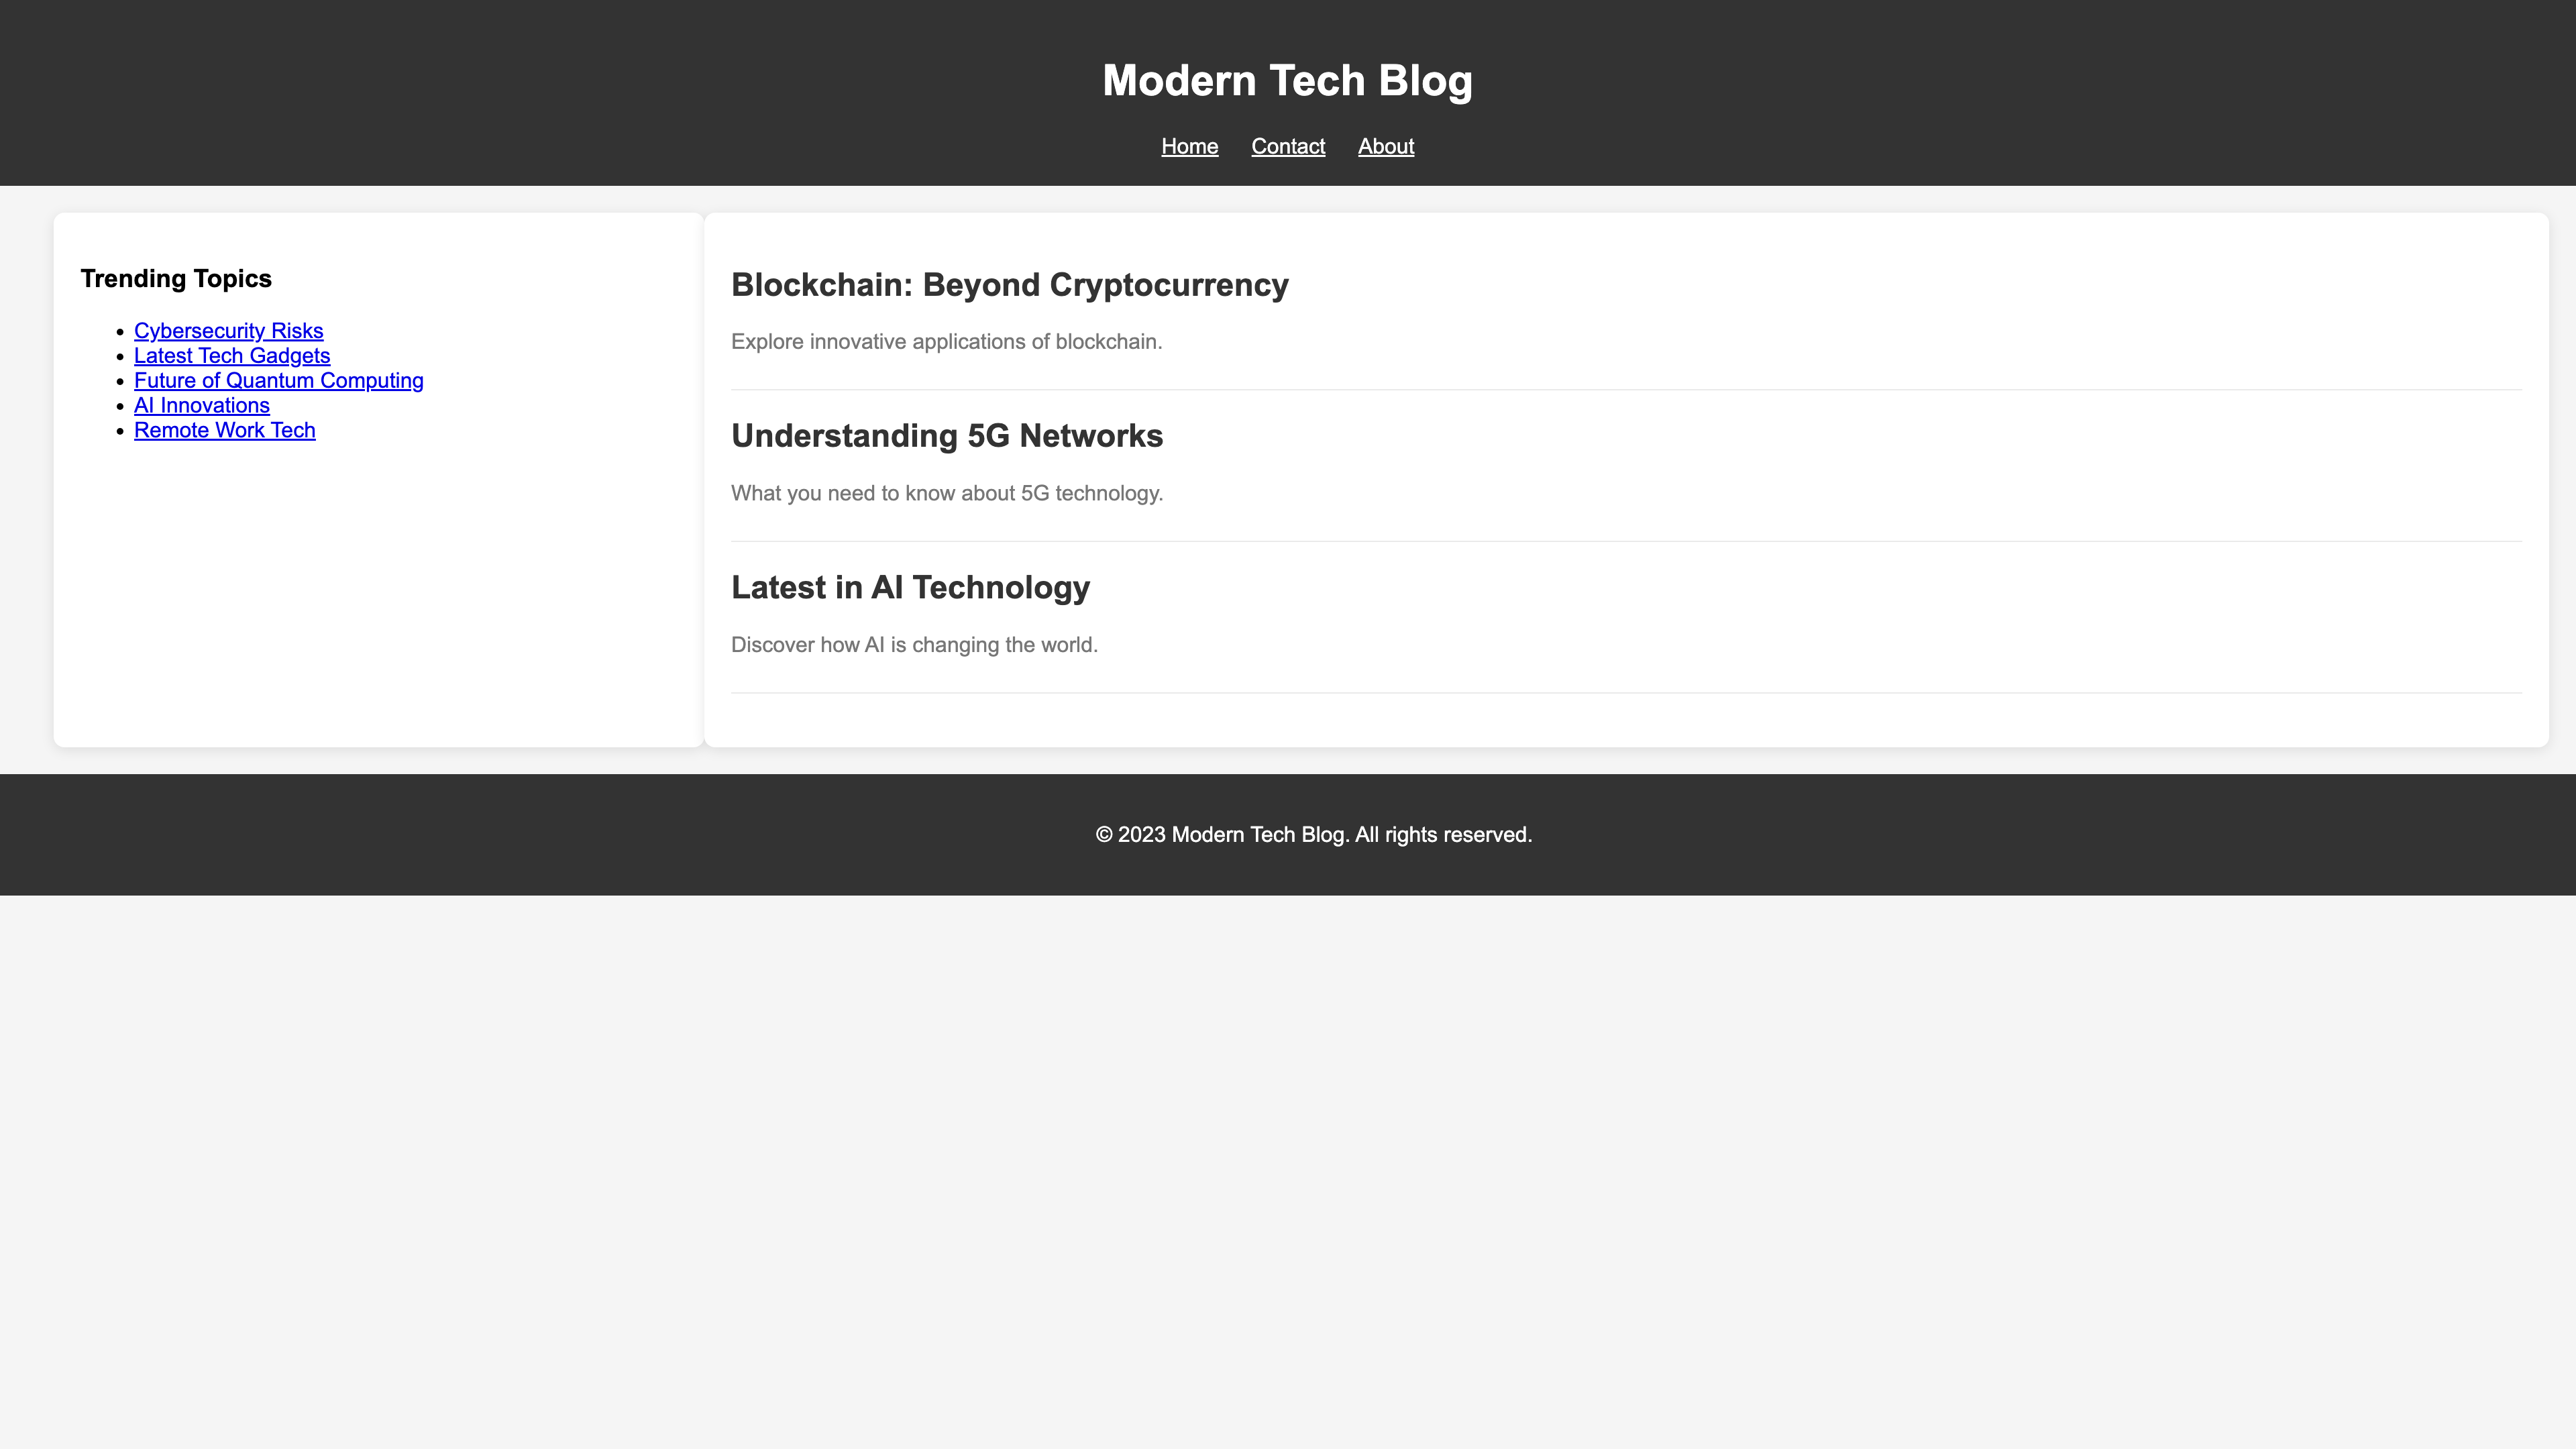 Modern Tech Blog
Home Contact About
Trending Topics
Cybersecurity Risks
Latest Tech Gadgets
Future of Quantum Computing
AI Innovations
Remote Work Tech
Blockchain: Beyond Cryptocurrency
Explore innovative applications of blockchain.
Understanding 5G Networks
What you need to know about 5G technology.
Latest in AI Technology
Discover how AI is changing the world.
© 2023 Modern Tech Blog. All rights reserved.